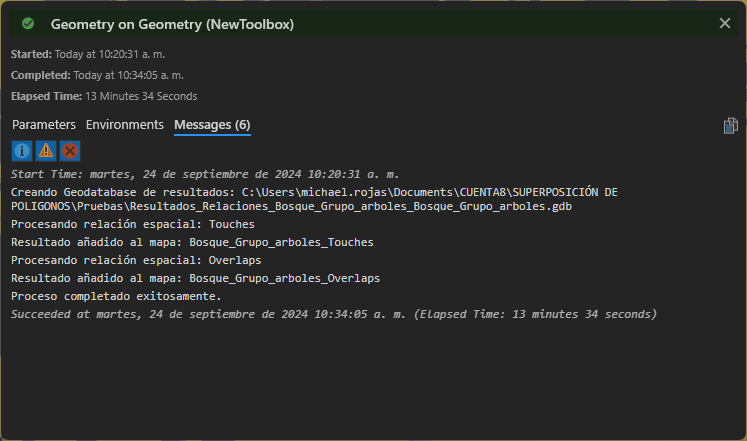 Geometry on Geometry (NewToolbox)
Started: Today at 10:20:31 a. m.
Completed: Today at 10:34:05 a. m.
Elapsed Time: 13 Minutes 34 Seconds
Parameters Environments Messages (6)
Start Time: martes, 24 de septiembre de 2024 10:20:31 a. m.
Creando Geodatabase de resultados: C:\Users\michael.rojas\Documents\CUENTA8\SUPERPOSICIÓN DE
POLIGONOS\Pruebas\Resultados_Relaciones_Bosque_Grupo_arboles_Bosque_Grupo_arboles.gdb
Procesando relación espacial: Touches
Resultado añadido al mapa: Bosque_Grupo_arboles_Touches
Procesando relación espacial: Overlaps
Resultado añadido al mapa: Bosque_Grupo_arboles_Overlaps
Proceso completado exitosamente.
Succeeded at martes, 24 de septiembre de 2024 10:34:05 a. m. (Elapsed Time: 13 minutes 34 seconds)